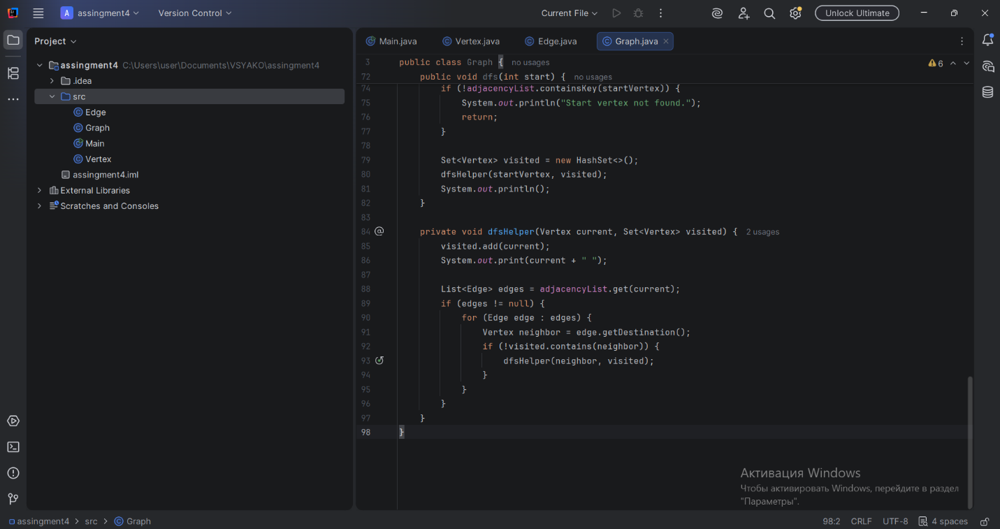 A assingment4 Version Control Current File Unlock Ultimate
Project
assingment4 C:\Users\user\Documents\VSYAKO\assingment4
.idea
src
Edge
Graph
Main
Vertex
assingment4.iml
External Libraries
Scratches and Consoles
Main.java Vertex.java Edge.java Graph.java
6
3 public class Graph { no usages
72 public void dfs(int start) { no usages
74 if (!adjacencyList.containsKey(startVertex)) {
75 System.out.println("Start vertex not found.");
76 return;
77 }
78
79 Set<Vertex> visited = new HashSet<>();
80 dfsHelper(startVertex, visited);
81 System.out.println();
82 }
83
84 @ private void dfsHelper(Vertex current, Set<Vertex> visited) { 2 usages
85 visited.add(current);
86 System.out.print(current + " ");
87
88 List<Edge> edges = adjacencyList.get(current);
89 if (edges != null) {
90 for (Edge edge : edges) {
91 Vertex neighbor = edge.getDestination();
92 if (!visited.contains(neighbor)) {
93 dfsHelper(neighbor, visited);
94 }
95 }
96 }
97 }
98 }
Активация Windows
Чтобы активировать Windows, перейдите в раздел
"Параметры".
assingment4 > src > Graph 98:2 CRLF UTF-8 4 spaces